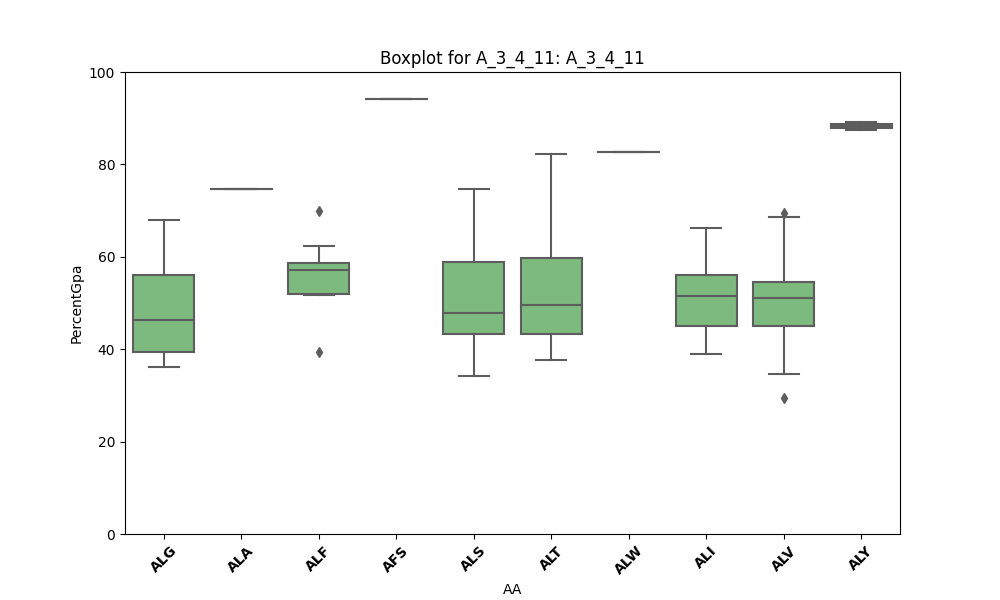 Boxplot for A_3_4_11: A_3_4_11
100
80
60
40
20
0
PercentGpa
ALG
ALA
ALF
AFS
ALS
ALT
ALW
ALI
ALV
ALY
AA